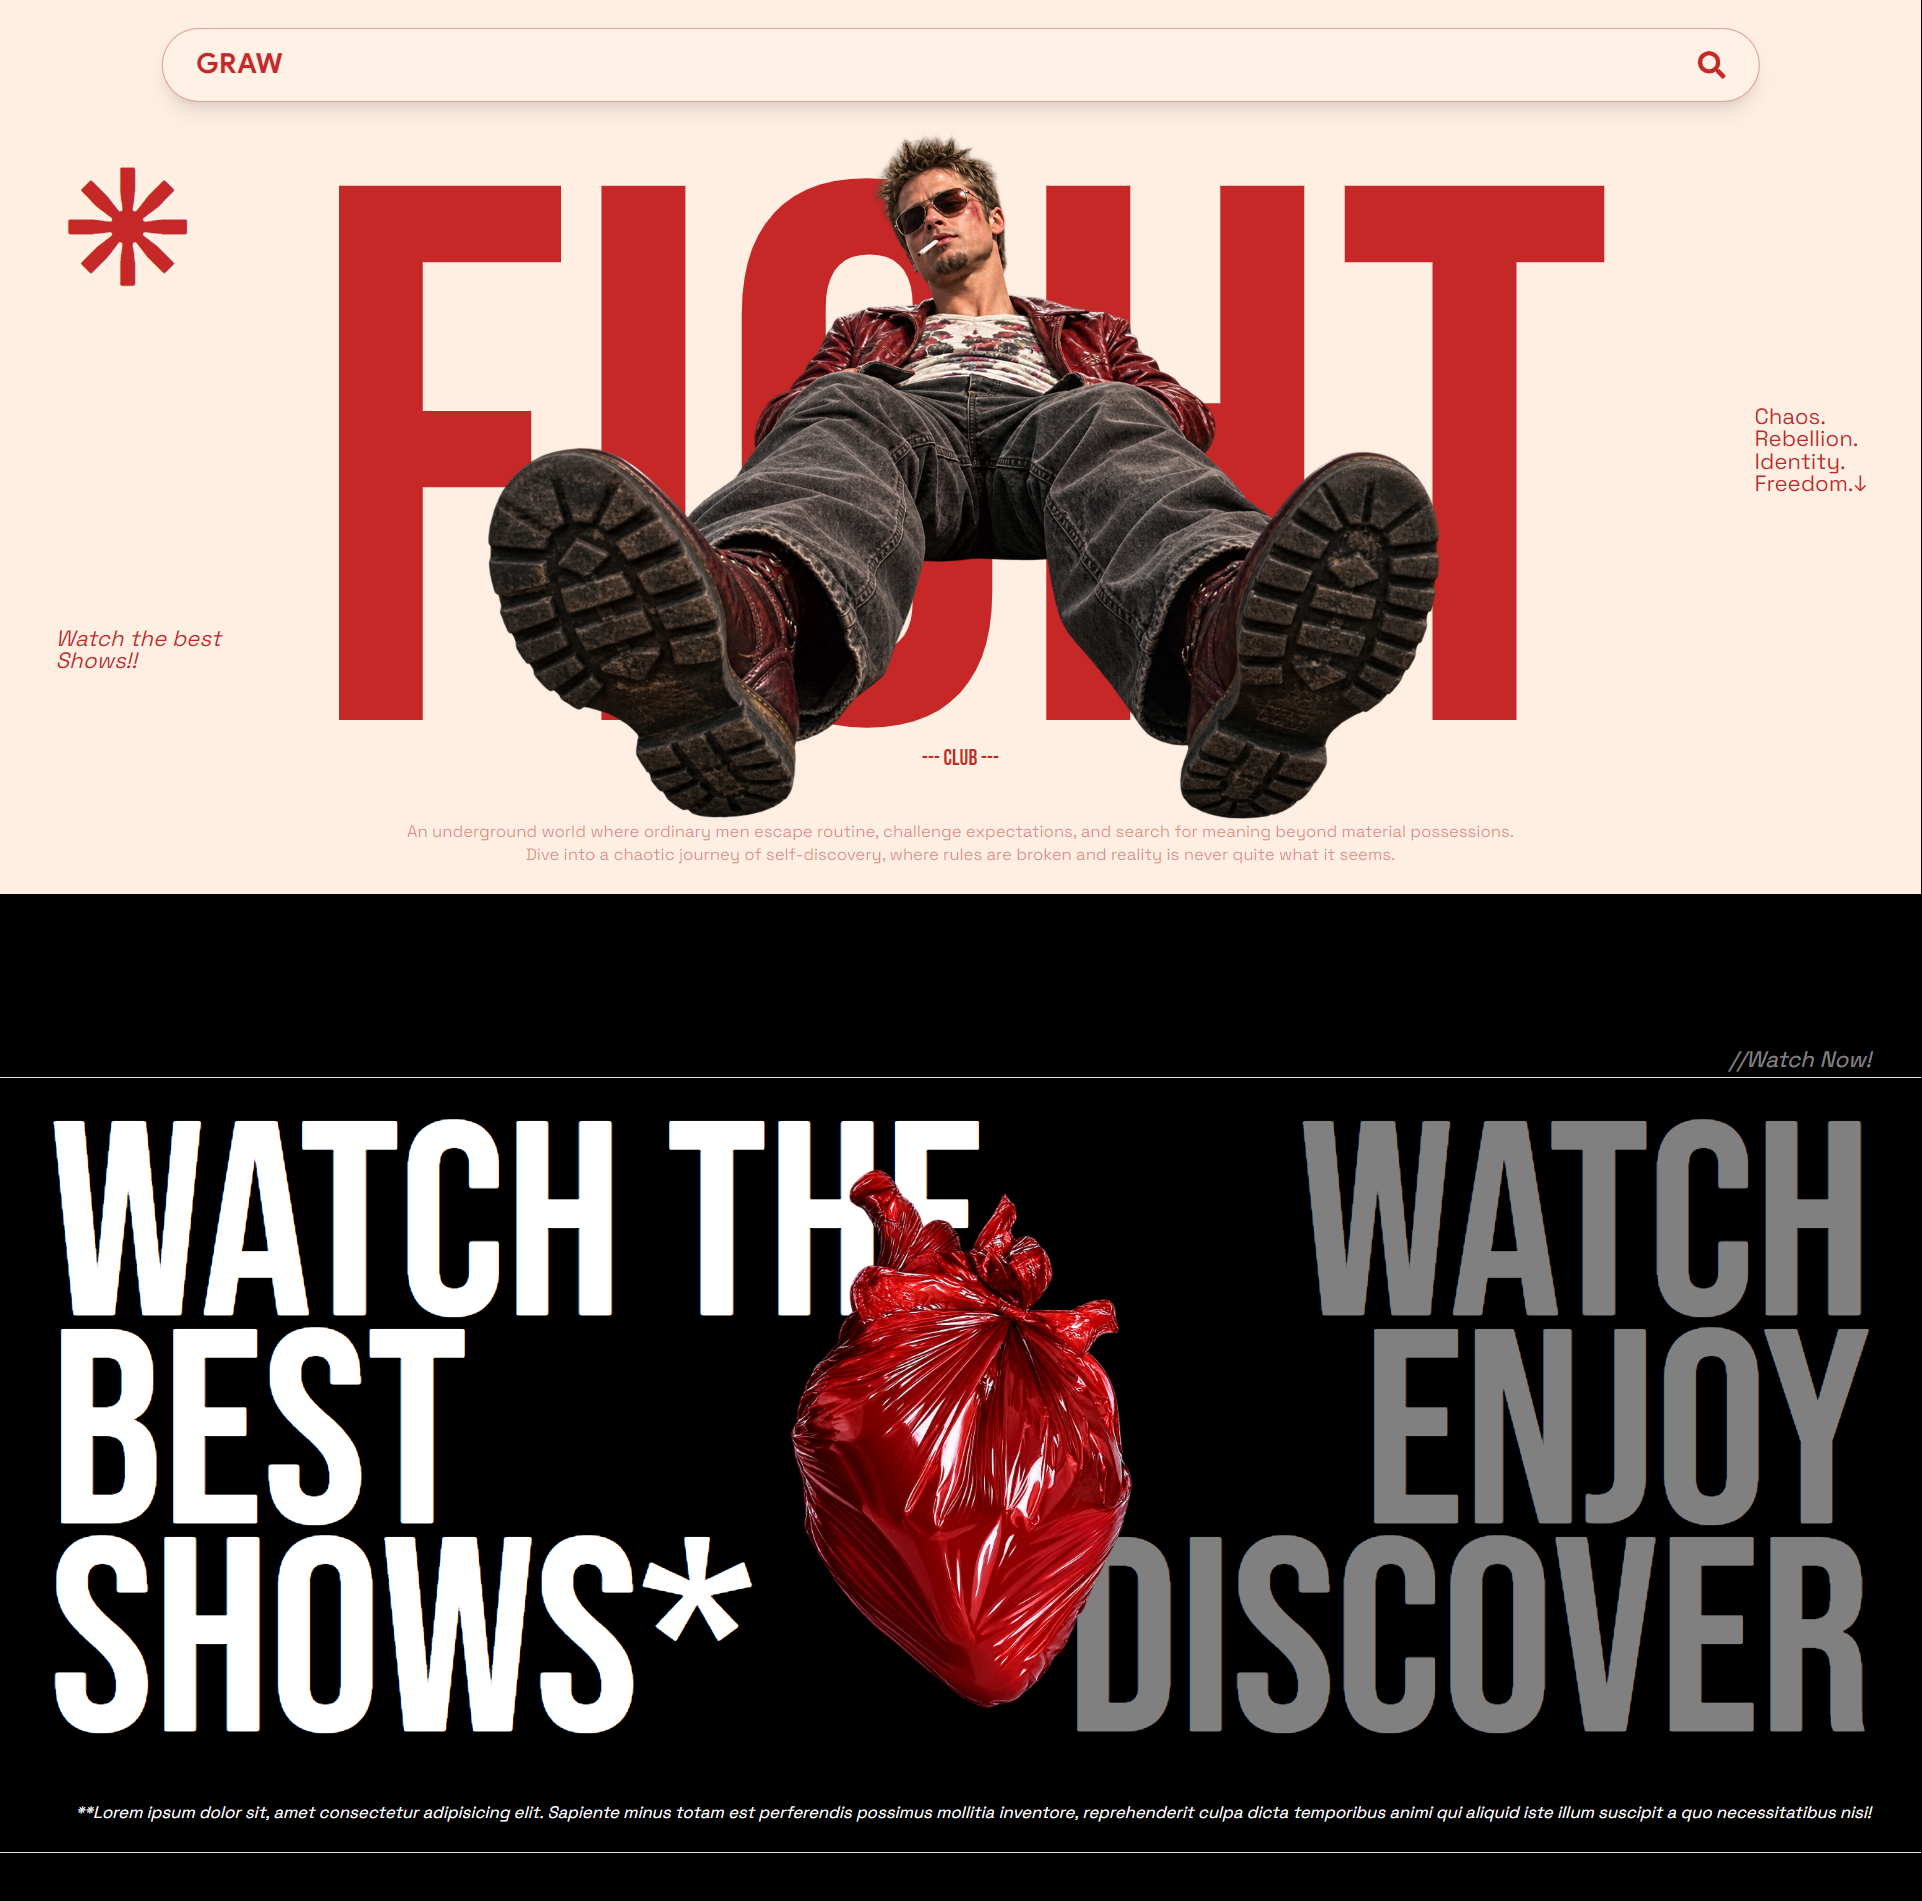 GRAW
FIGHT
Chaos.
Rebellion.
Identity.
Freedom.↓
Watch the best
Shows!!
--- CLUB ---
An underground world where ordinary men escape routine, challenge expectations, and search for meaning beyond material possessions.
Dive into a chaotic journey of self-discovery, where rules are broken and reality is never quite what it seems.
//Watch Now!
WATCH THE
BEST
SHOWS*
WATCH
ENJOY
DISCOVER
**Lorem ipsum dolor sit, amet consectetur adipisicing elit. Sapiente minus totam est perferendis possimus mollitia inventore, reprehenderit culpa dicta temporibus animi qui aliquid iste illum suscipit a quo necessitatibus nisi!